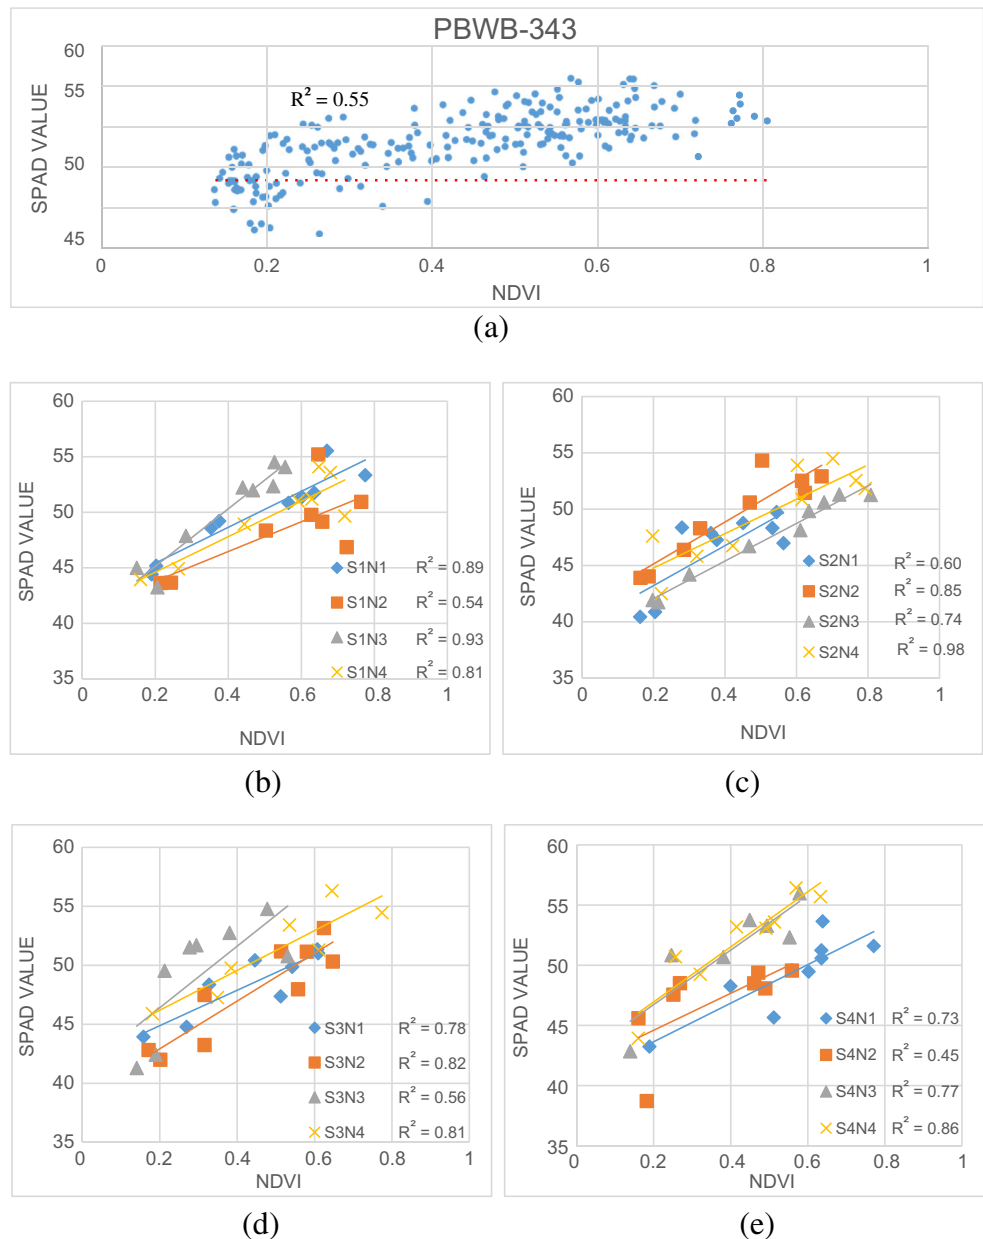 PBWB-343
60
55
50
45
R² = 0.55
SPAD VALUE
0 0.2 0.4 0.6 0.8 1
NDVI
(a)
60
55
50
45
40
35
SPAD VALUE
S1N1 R² = 0.89
S1N2 R² = 0.54
S1N3 R² = 0.93
S1N4 R² = 0.81
0 0.2 0.4 0.6 0.8 1
NDVI
(b)
60
55
50
45
40
35
SPAD VALUE
S2N1 R² = 0.60
S2N2 R² = 0.85
S2N3 R² = 0.74
S2N4 R² = 0.98
0 0.2 0.4 0.6 0.8 1
NDVI
(c)
60
55
50
45
40
35
SPAD VALUE
S3N1 R² = 0.78
S3N2 R² = 0.82
S3N3 R² = 0.56
S3N4 R² = 0.81
0 0.2 0.4 0.6 0.8 1
NDVI
(d)
60
55
50
45
40
35
SPAD VALUE
S4N1 R² = 0.73
S4N2 R² = 0.45
S4N3 R² = 0.77
S4N4 R² = 0.86
0 0.2 0.4 0.6 0.8 1
NDVI
(e)